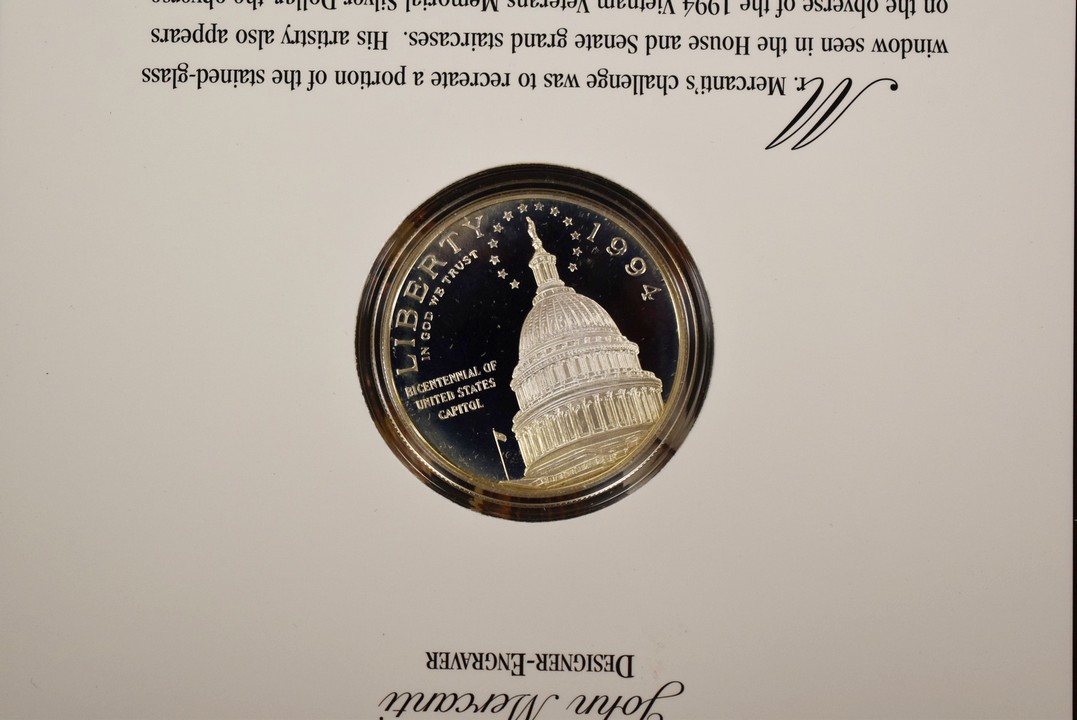 John Mercanti
DESIGNER-ENGRAVER
LIBERTY
IN GOD WE TRUST
1994
BICENTENNIAL OF
UNITED STATES
CAPITOL
Mr. Mercanti's challenge was to recreate a portion of the stained-glass
window seen in the House and Senate grand staircases. His artistry also appears
on the obverse of the 1994 Vietnam Veterans Memorial Silver Dollar, the obverse